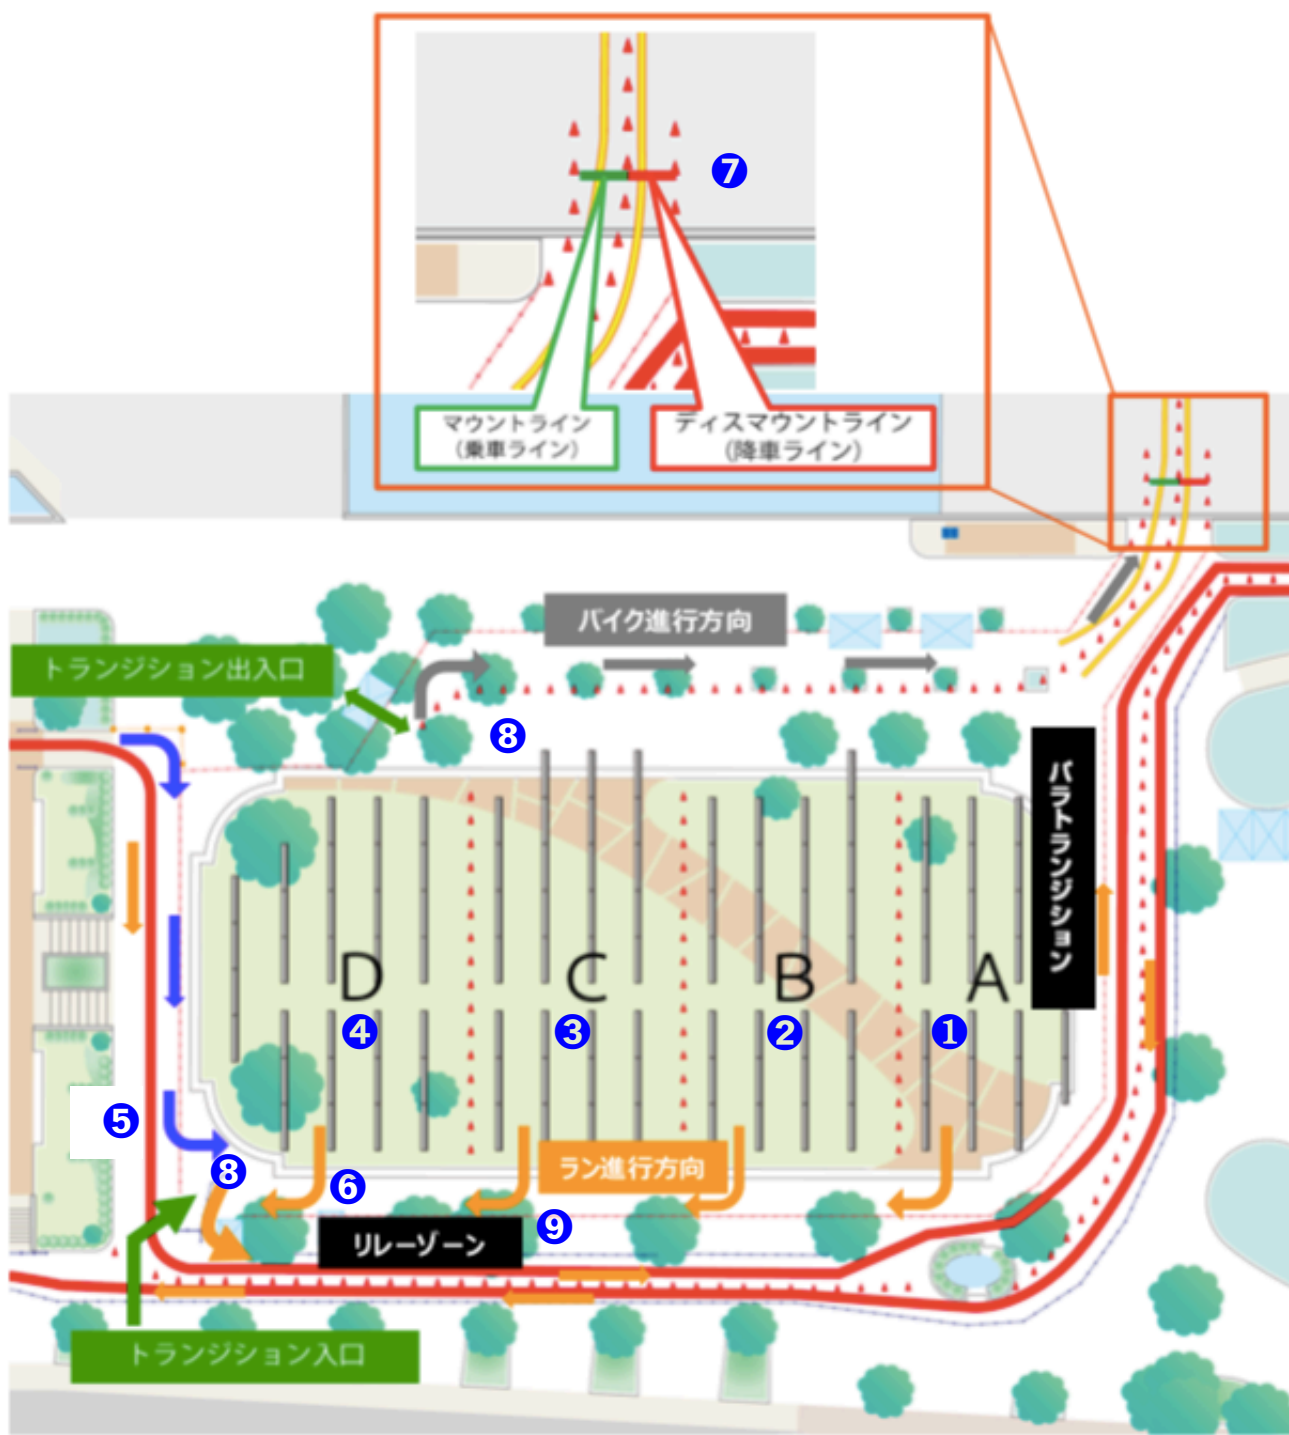 ❼
マウントライン
(乗車ライン)
ディスマウントライン
(降車ライン)
バイク進行方向
トランジション出入口
❽
パラトランジション
D
C
B
A
❹
❸
❷
❶
❺
ラン進行方向
❽
❻
❾
リレーゾーン
トランジション入口